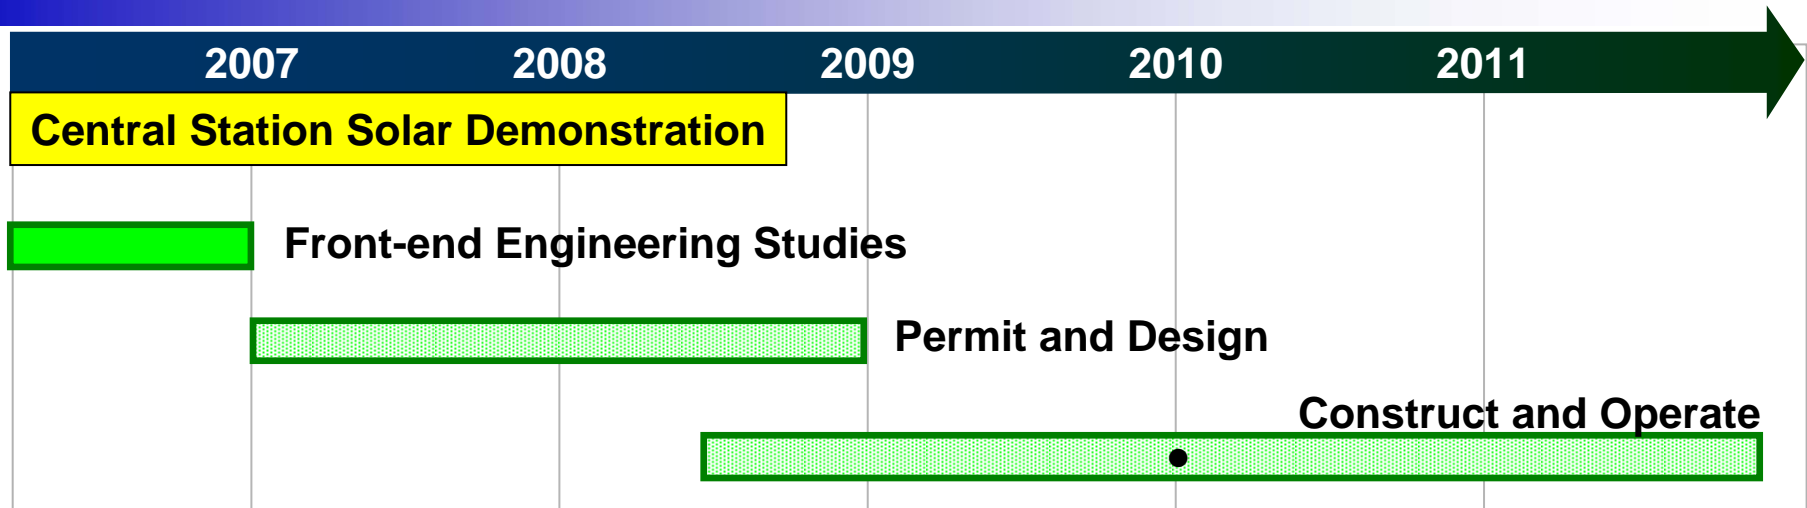 2007 2008 2009 2010 2011
Central Station Solar Demonstration
Front-end Engineering Studies
Permit and Design
Construct and Operate